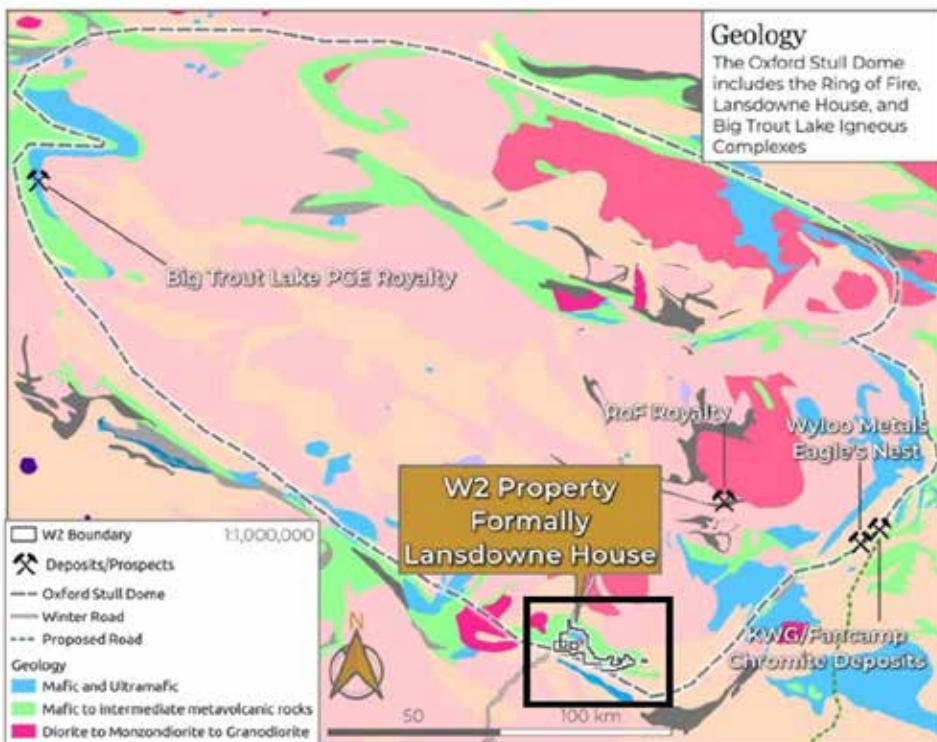 Geology
The Oxford Stull Dome
includes the Ring of Fire,
Lansdowne House, and
Big Trout Lake Igneous
Complexes
Big Trout Lake PGE Royalty
RoF Royalty
Wyloo Metals
Eagle's Nest
W2 Property
Formally
Lansdowne House
KWG/Fancamp
Chromite Deposits
W2 Boundary 1:1,000,000
Deposits/Prospects
Oxford Stull Dome
Winter Road
Proposed Road
Geology
Mafic and Ultramafic
Mafic to Intermediate metavolcanic rocks
Diorite to Monzondiorite to Granodiorite
N
50 100 km